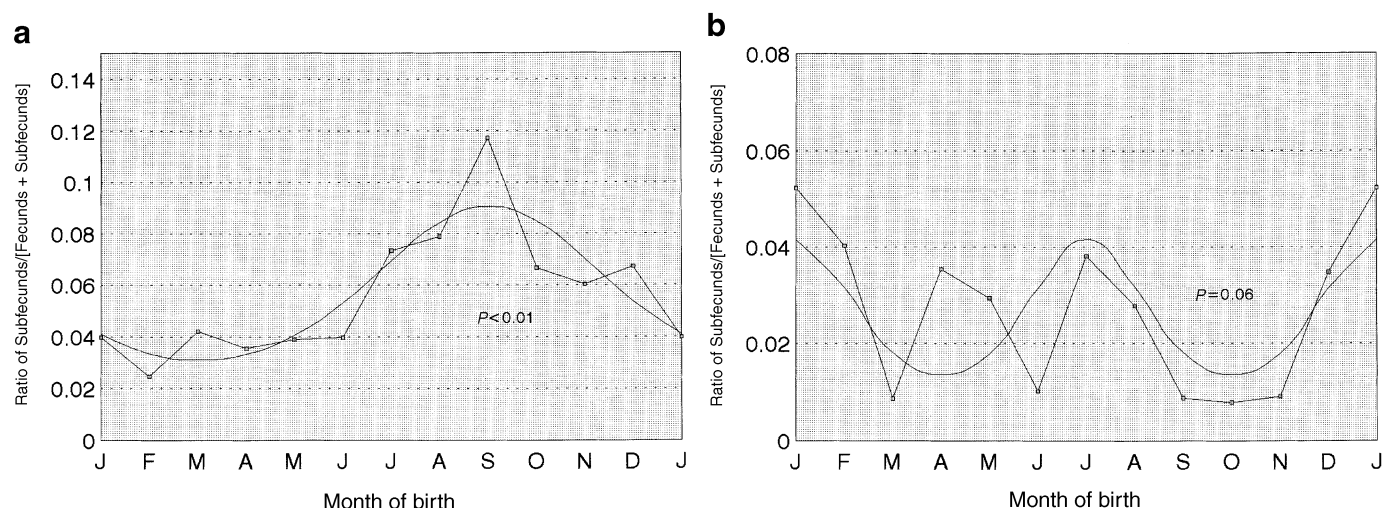 a
Ratio of Subfecunds/[Fecunds + Subfecunds]
0.14
0.12
0.1
0.08
0.06
0.04
0.02
0
P<0.01
J F M A M J J A S O N D J
Month of birth
b
Ratio of Subfecunds/[Fecunds + Subfecunds]
0.08
0.06
0.04
0.02
0
P=0.06
J F M A M J J A S O N D J
Month of birth